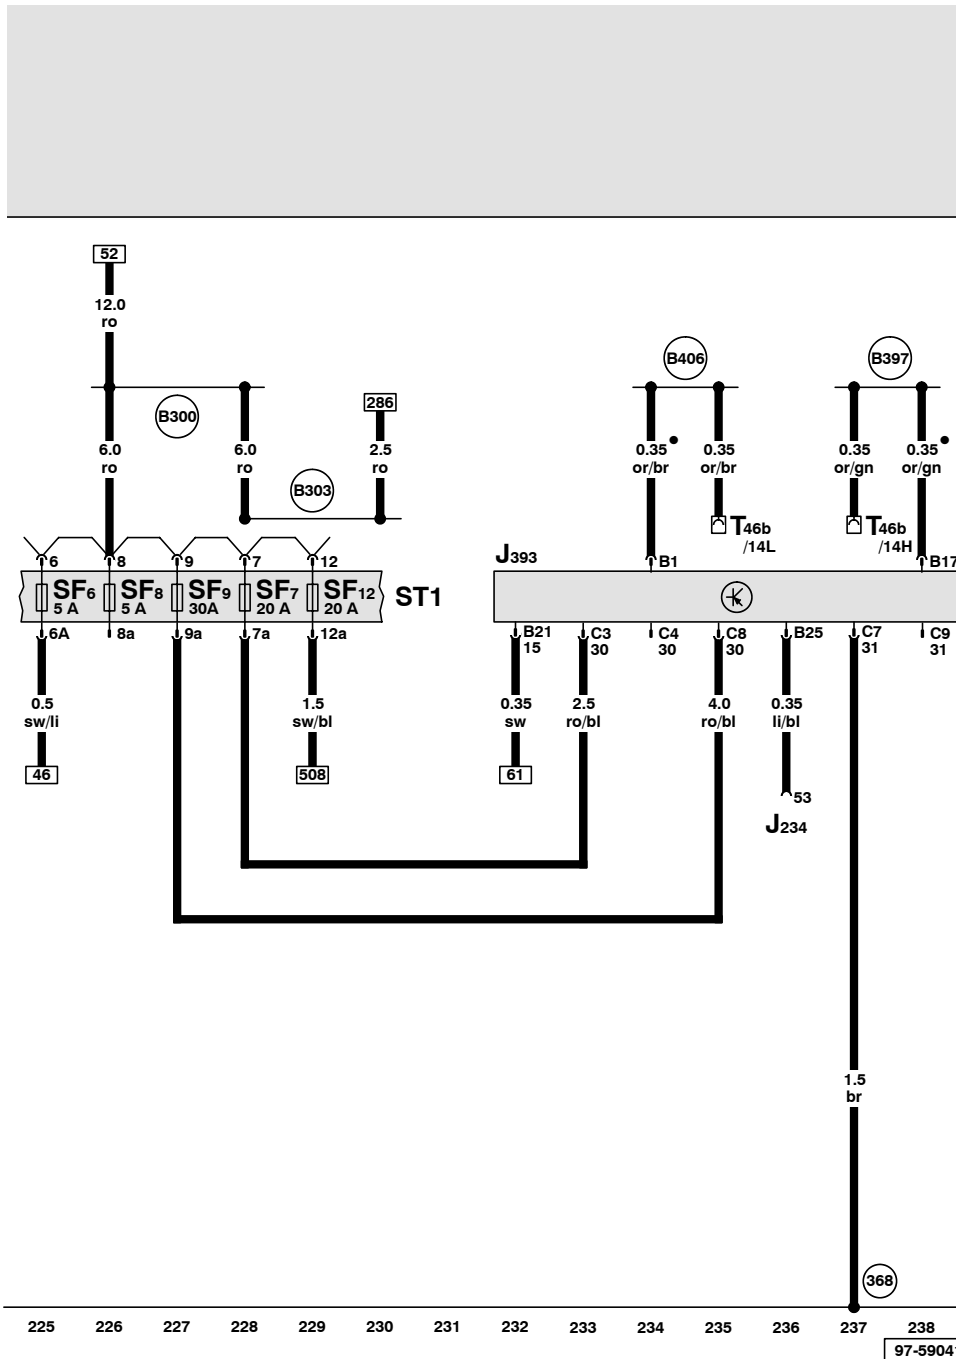 52
12.0
ro
B406
B397
286
B300
6.0
ro
6.0
ro
2.5
ro
0.35
or/br
0.35
or/br
0.35
or/gn
0.35
or/gn
B303
T46b
/14L
T46b
/14H
J393
6
8
9
7
12
B1
B17
SF6
5 A
SF8
5 A
SF9
30A
SF7
20 A
SF12
20 A
ST1
6A
8a
9a
7a
12a
B21
15
C3
30
C4
30
C8
30
B25
C7
31
C9
31
0.5
sw/li
1.5
sw/bl
0.35
sw
2.5
ro/bl
4.0
ro/bl
0.35
li/bl
46
508
61
53
J234
1.5
br
368
225 226 227 228 229 230 231 232 233 234 235 236 237 238
97-5904